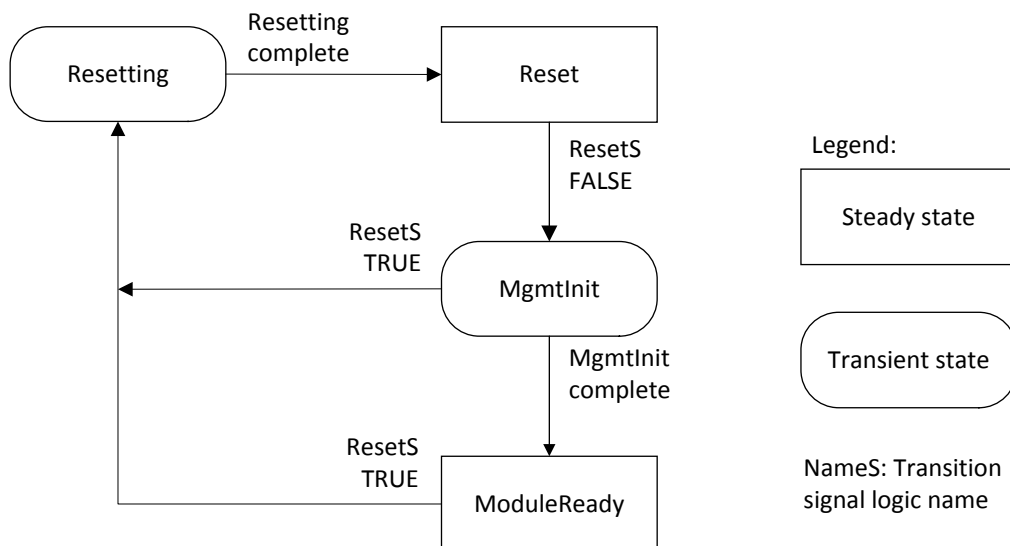 Resetting
Resetting
complete
Reset
ResetS
FALSE
Legend:
Steady state
ResetS
TRUE
MgmtInit
MgmtInit
complete
Transient state
ResetS
TRUE
ModuleReady
NameS: Transition
signal logic name